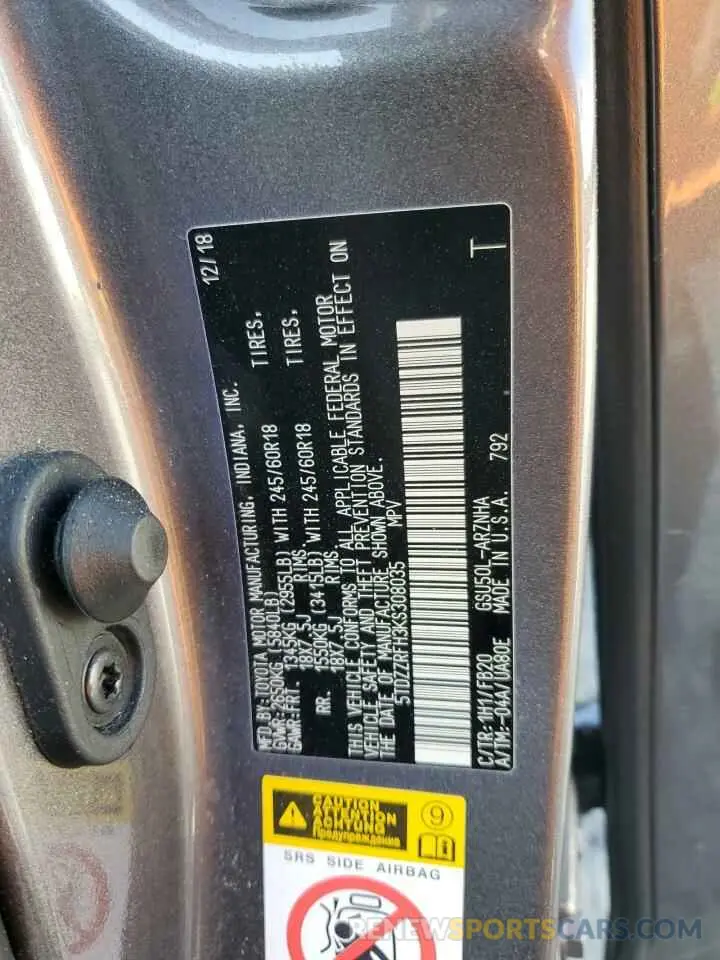 MFD.BY: TOYOTA MOTOR MANUFACTURING, INDIANA, INC. 12/18
GVWR: 2650KG (5840LB)
GAWR: FRT. 1345KG (2955LB) WITH 245/60R18 TIRES,
18X7.5J RIMS,
RR. 1550KG (3415LB) WITH 245/60R18 TIRES,
18X7.5J RIMS.
THIS VEHICLE CONFORMS TO ALL APPLICABLE FEDERAL MOTOR
VEHICLE SAFETY AND THEFT PREVENTION STANDARDS IN EFFECT ON
THE DATE OF MANUFACTURE SHOWN ABOVE.
5TDZZRFH3KS308035 MPV
C/TR: 1H1/FB20 GSU50L-ARZNHA
A/TM: -04A/UA80E MADE IN U.S.A. 792
T
CAUTION
ATTENTION
ACHTUNG
Предупреждение
9
SRS SIDE AIRBAG
RENEWSPORTSCARS.COM